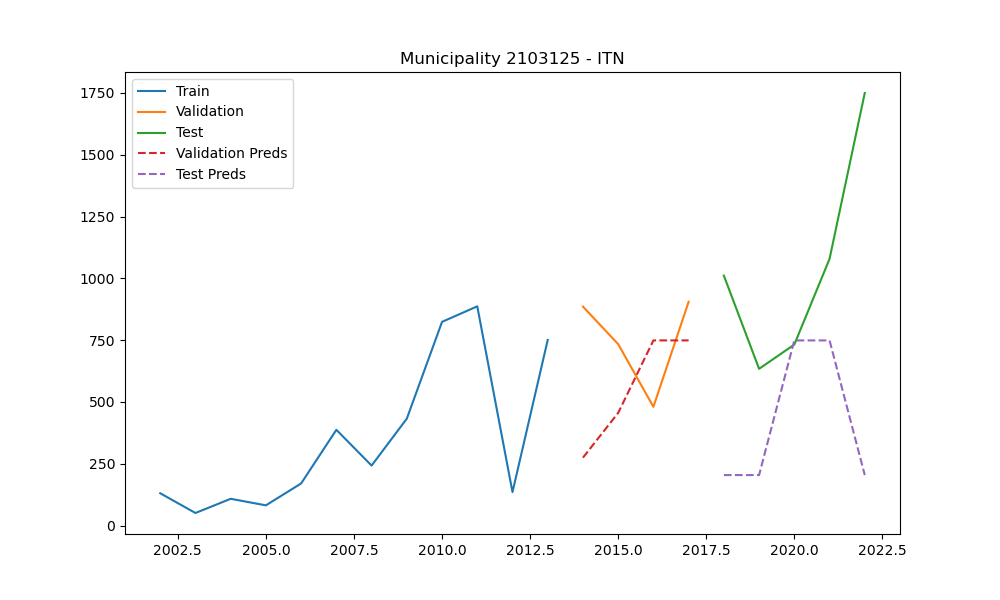 Municipality 2103125 - ITN
Train
Validation
Test
Validation Preds
Test Preds
1750
1500
1250
1000
750
500
250
0
2002.5 2005.0 2007.5 2010.0 2012.5 2015.0 2017.5 2020.0 2022.5